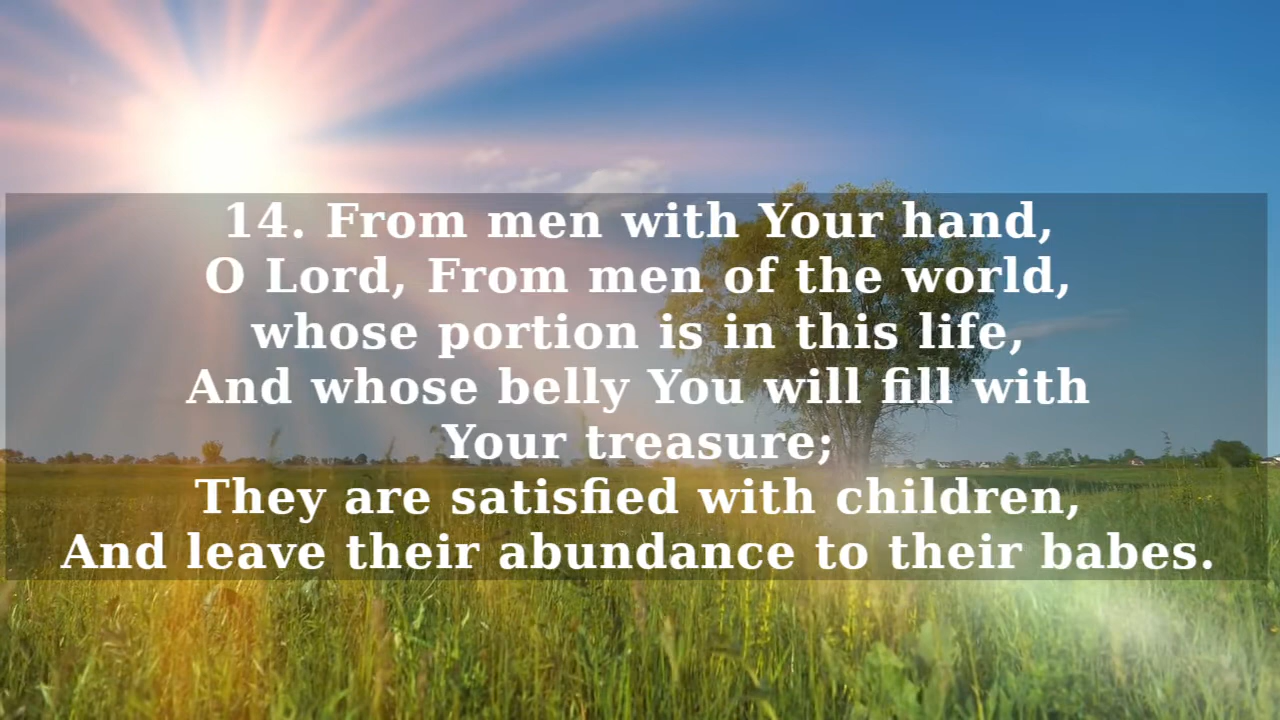 14. From men with Your hand,
O Lord, From men of the world,
whose portion is in this life,
And whose belly You will fill with
Your treasure;
They are satisfied with children,
And leave their abundance to their babes.